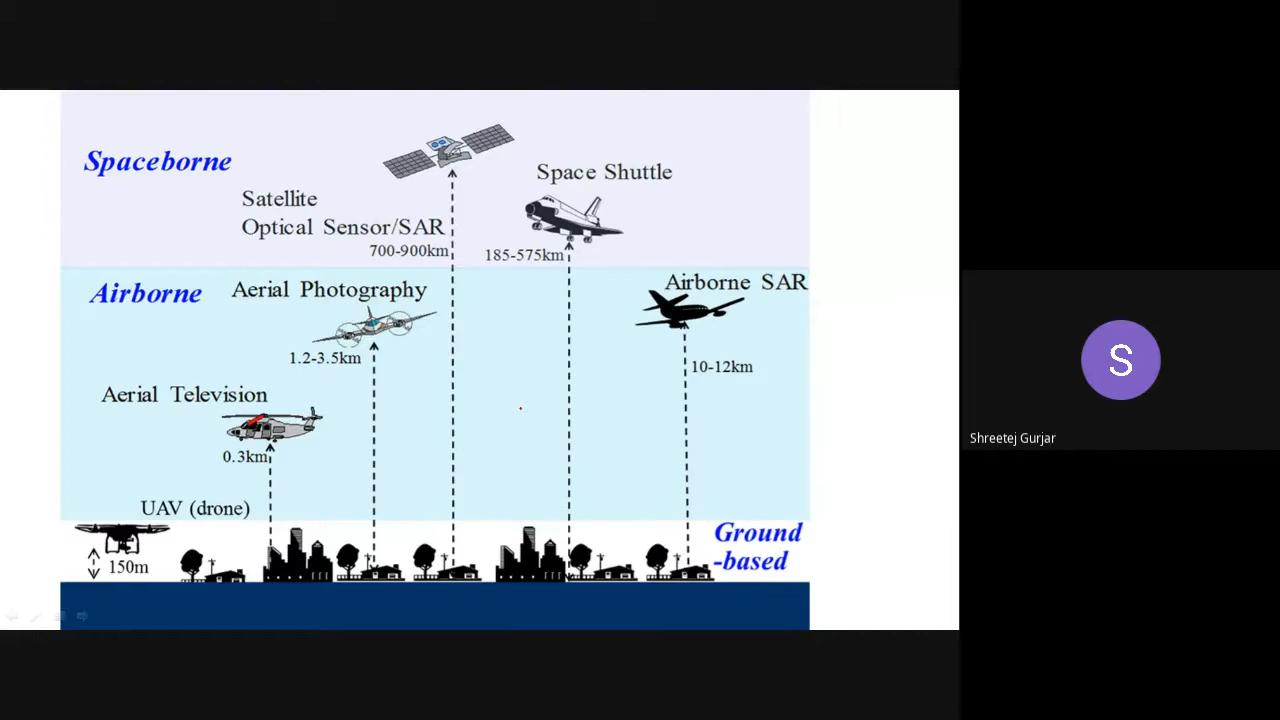 Spaceborne
Satellite
Optical Sensor/SAR
700-900km
Space Shuttle
185-575km
Airborne
Aerial Photography
1.2-3.5km
Airborne SAR
10-12km
Aerial Television
0.3km
UAV (drone)
150m
Ground
-based
S
Shreetej Gurjar